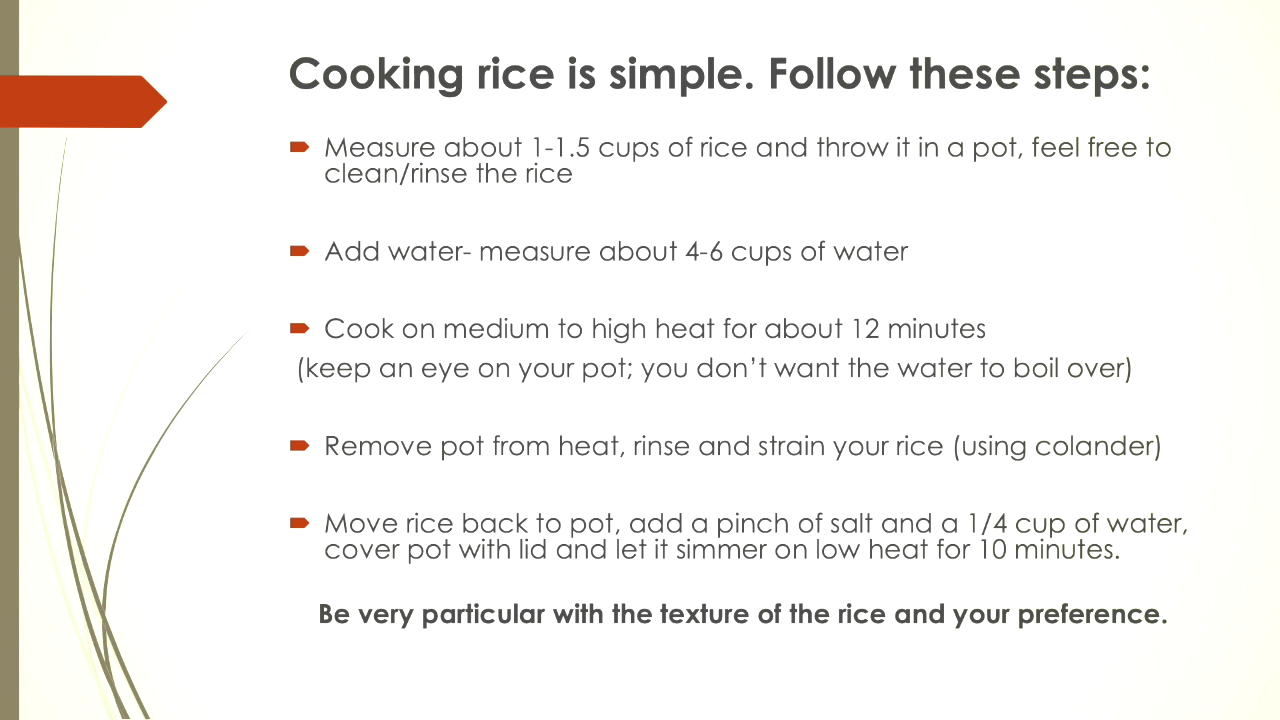 Cooking rice is simple. Follow these steps:
Measure about 1-1.5 cups of rice and throw it in a pot, feel free to
clean/rinse the rice
Add water- measure about 4-6 cups of water
Cook on medium to high heat for about 12 minutes
(keep an eye on your pot; you don’t want the water to boil over)
Remove pot from heat, rinse and strain your rice (using colander)
Move rice back to pot, add a pinch of salt and a 1/4 cup of water,
cover pot with lid and let it simmer on low heat for 10 minutes.
Be very particular with the texture of the rice and your preference.